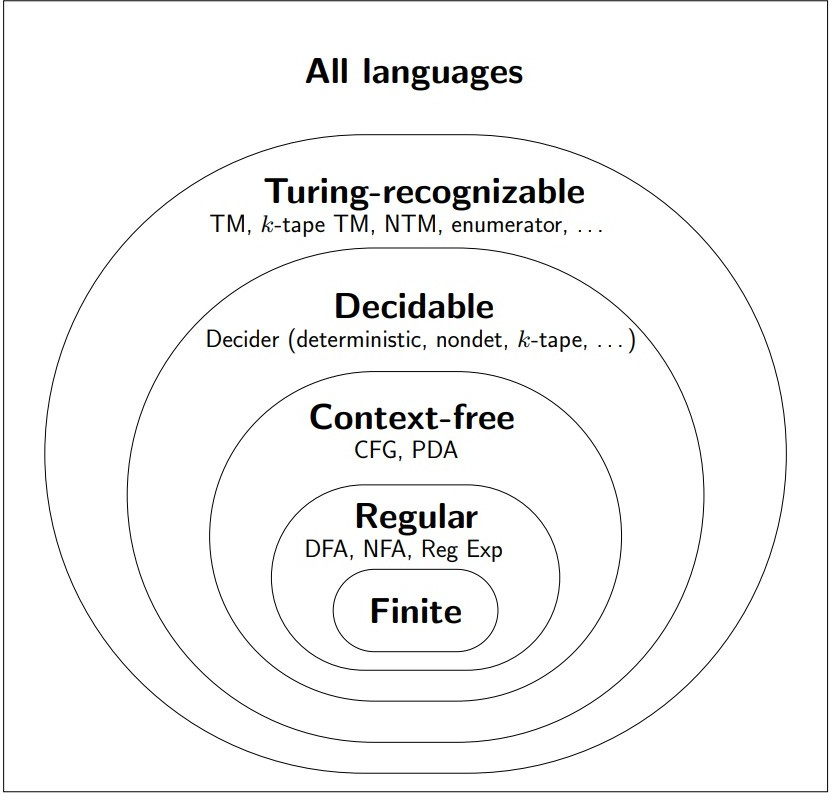 All languages
Turing-recognizable
TM, k-tape TM, NTM, enumerator, ...
Decidable
Decider (deterministic, nondet, k-tape, ...)
Context-free
CFG, PDA
Regular
DFA, NFA, Reg Exp
Finite